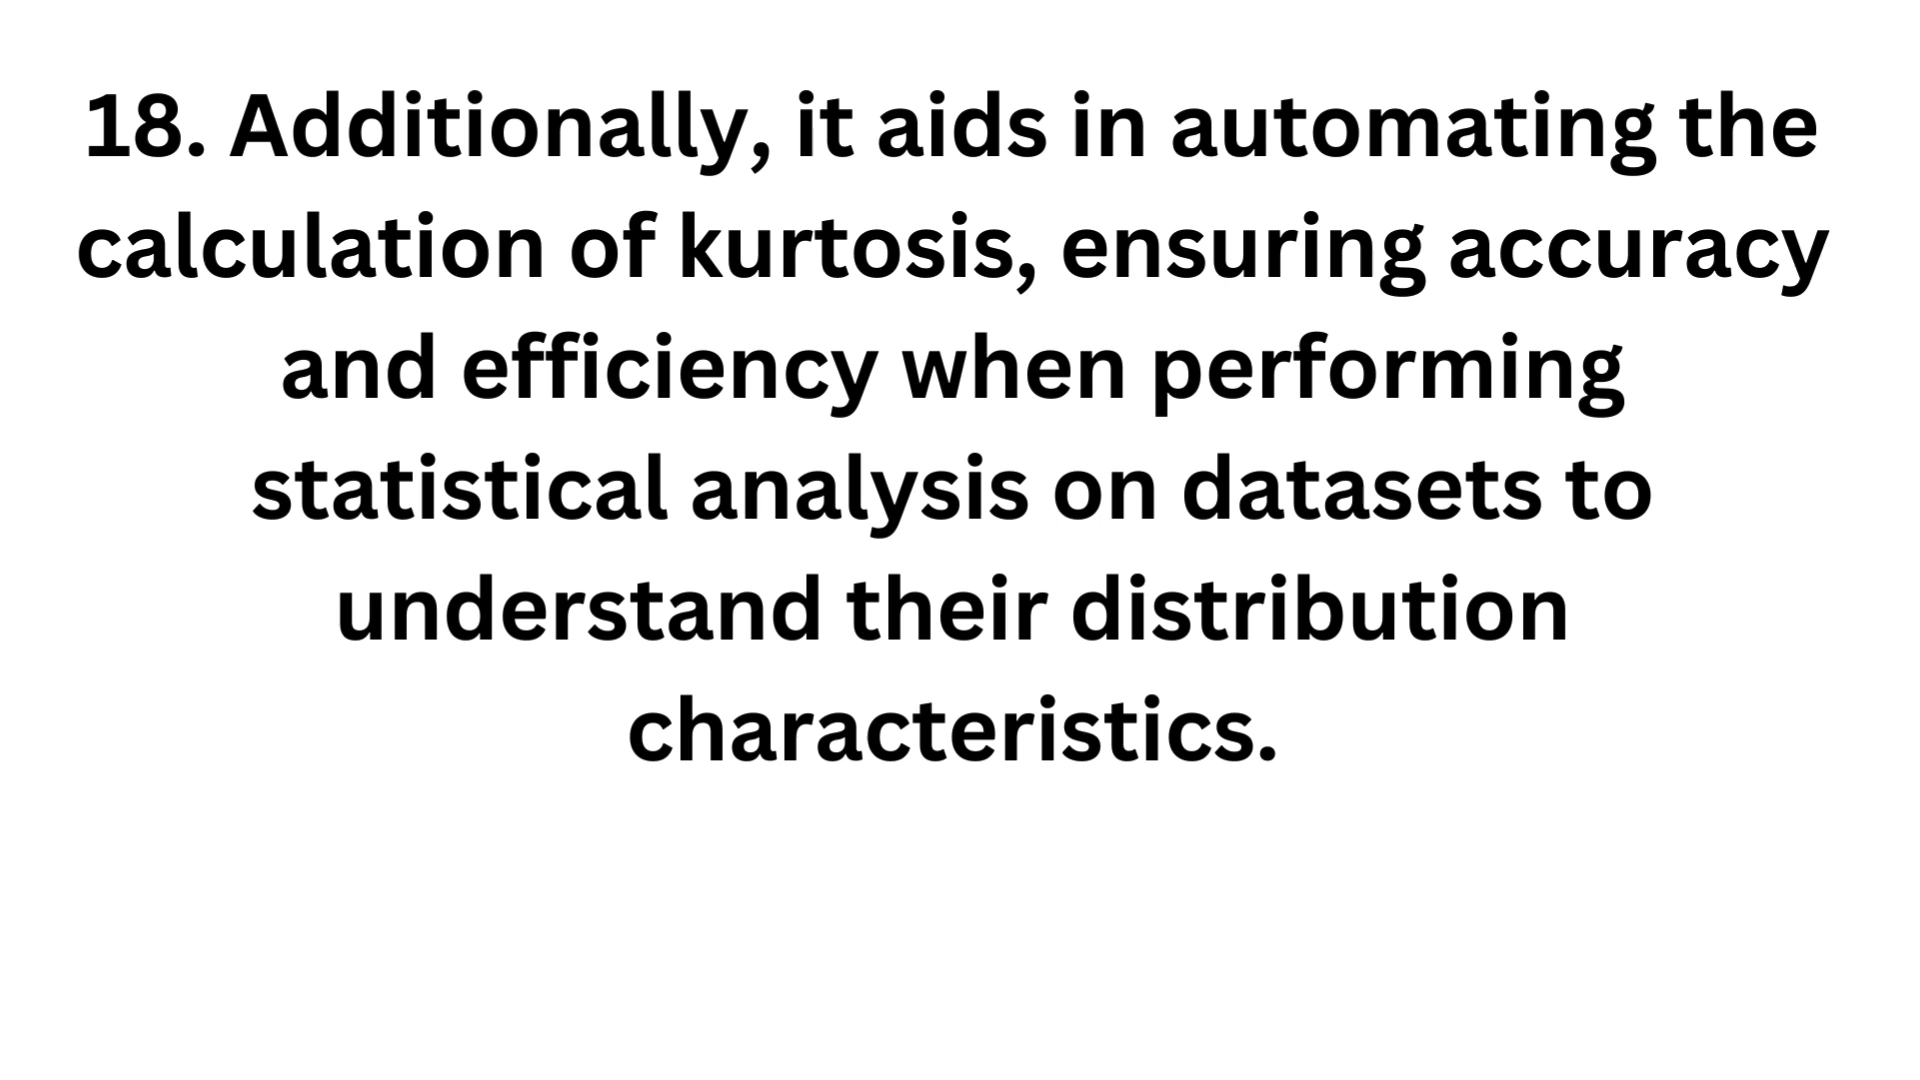 18. Additionally, it aids in automating the
calculation of kurtosis, ensuring accuracy
and efficiency when performing
statistical analysis on datasets to
understand their distribution
characteristics.